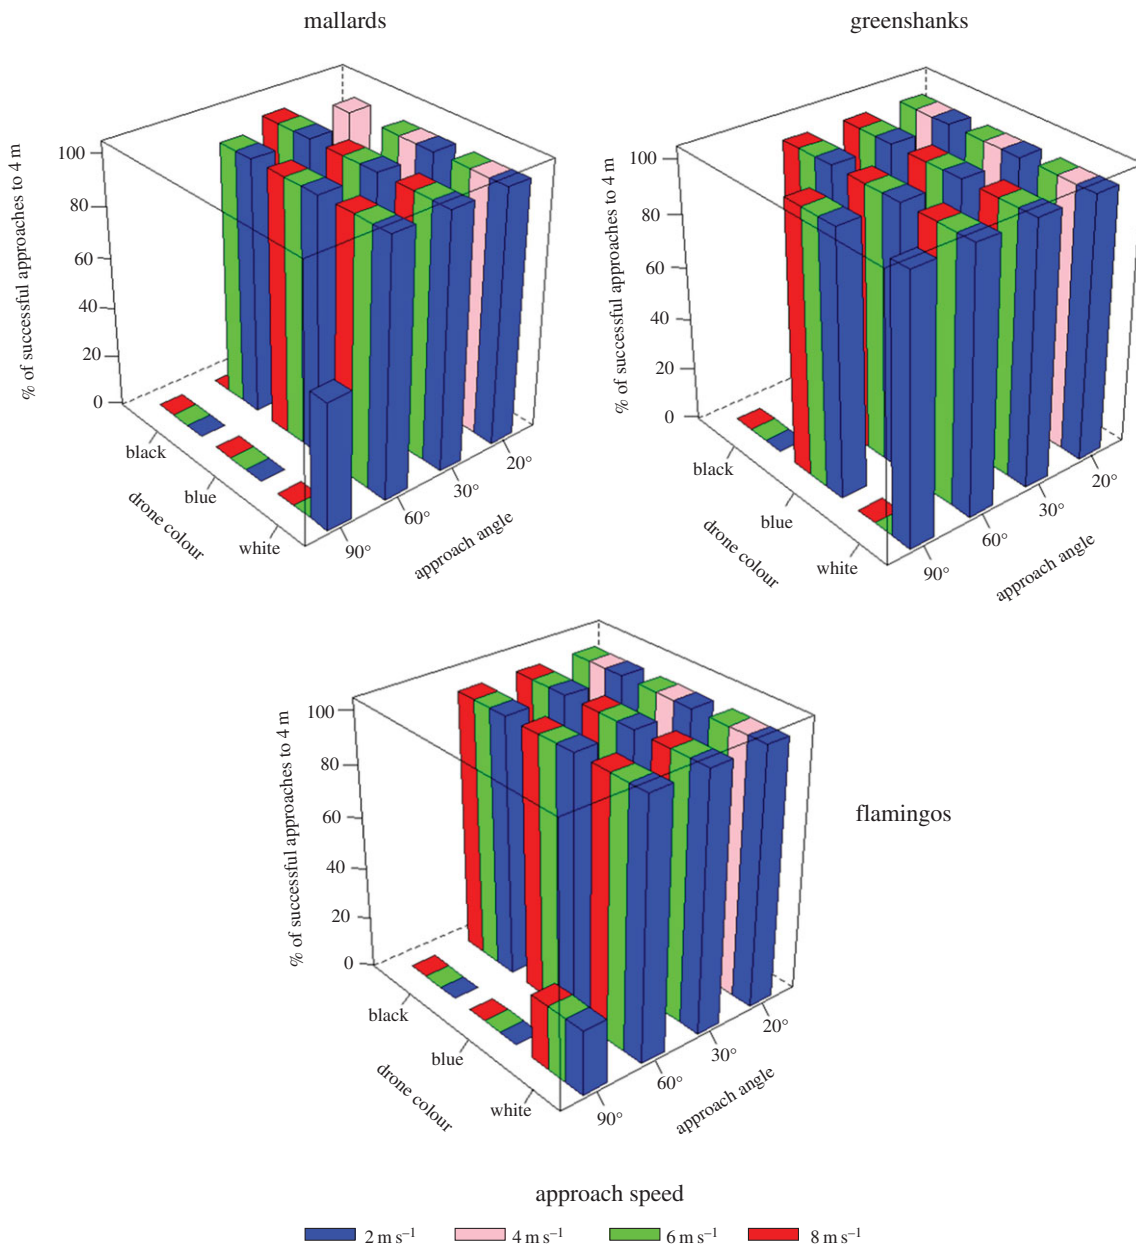 mallards
greenshanks
% of successful approaches to 4 m
100
80
60
40
20
0
black
blue
white
drone colour
90°
60°
30°
20°
approach angle
% of successful approaches to 4 m
100
80
60
40
20
0
black
blue
white
drone colour
90°
60°
30°
20°
approach angle
flamingos
% of successful approaches to 4 m
100
80
60
40
20
0
black
blue
white
drone colour
90°
60°
30°
20°
approach angle
approach speed
2 m s⁻¹ 4 m s⁻¹ 6 m s⁻¹ 8 m s⁻¹